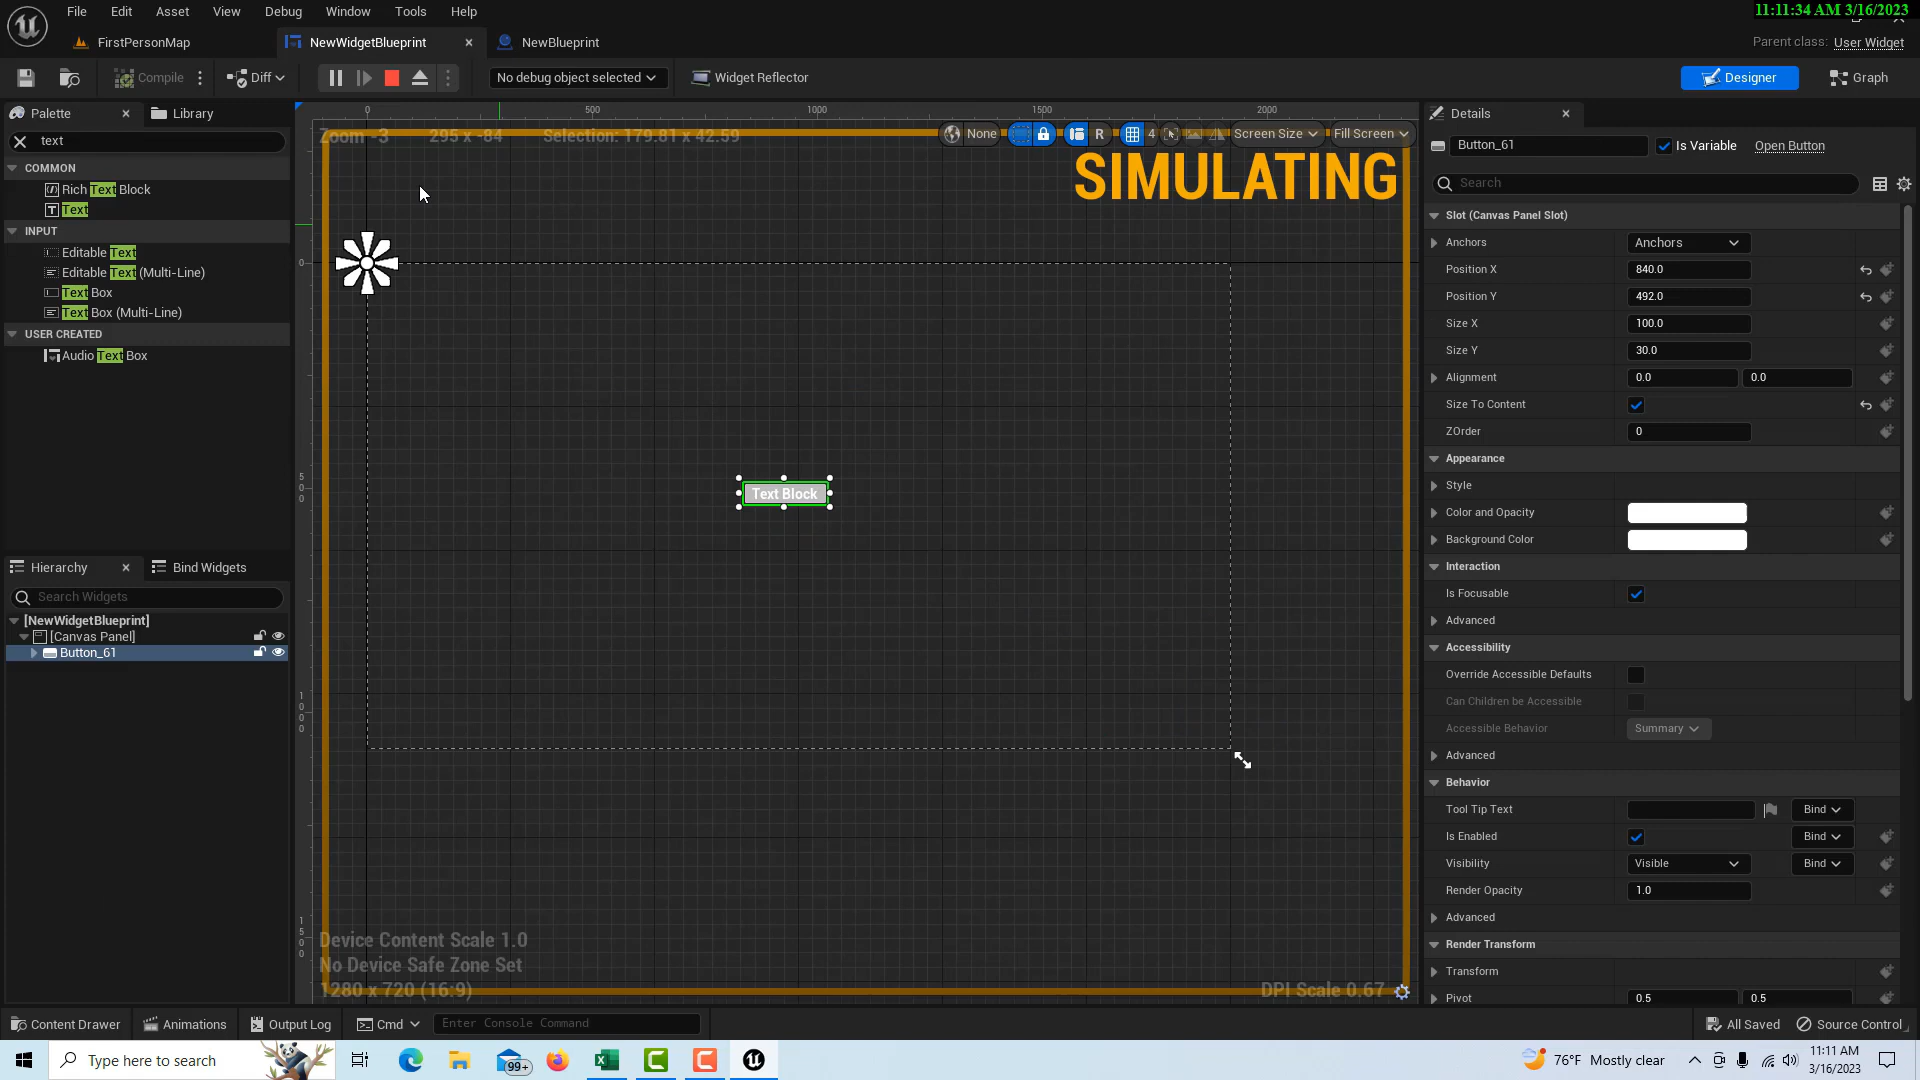 File Edit Asset View Debug Window Tools Help
11:11:34 AM 3/16/2023
FirstPersonMap NewWidgetBlueprint NewBlueprint
Parent class: User Widget
Compile Diff No debug object selected Widget Reflector Designer Graph
Palette Library
text
COMMON
Rich Text Block
Text
INPUT
Editable Text
Editable Text (Multi-Line)
Text Box
Text Box (Multi-Line)
USER CREATED
Audio Text Box
Hierarchy Bind Widgets
Search Widgets
[NewWidgetBlueprint]
[Canvas Panel]
Button_61
0 500 1000 1500 2000
Zoom -3 295 x -84 Selection: 179.81 x 42.59
None R 4 Screen Size Fill Screen
SIMULATING
0
500
1000
1500
Text Block
Device Content Scale 1.0
No Device Safe Zone Set
1280 x 720 (16:9)
DPI Scale 0.67
Details
Button_61 Is Variable Open Button
Search
Slot (Canvas Panel Slot)
Anchors Anchors
Position X 840.0
Position Y 492.0
Size X 100.0
Size Y 30.0
Alignment 0.0 0.0
Size To Content
ZOrder 0
Appearance
Style
Color and Opacity
Background Color
Interaction
Is Focusable
Advanced
Accessibility
Override Accessible Defaults
Can Children be Accessible
Accessible Behavior Summary
Advanced
Behavior
Tool Tip Text Bind
Is Enabled Bind
Visibility Visible Bind
Render Opacity 1.0
Advanced
Render Transform
Transform
Pivot 0.5 0.5
Content Drawer Animations Output Log Cmd Enter Console Command
All Saved Source Control
Type here to search
99+
76°F Mostly clear
11:11 AM
3/16/2023